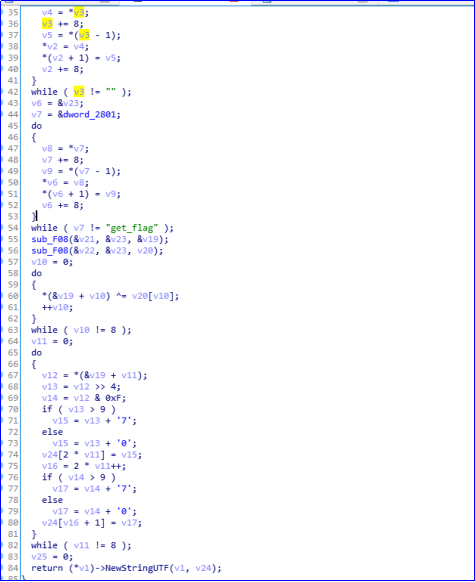 35 v4 = *v3;
36 v3 += 8;
37 v5 = *(v3 - 1);
38 *v2 = v4;
39 *(v2 + 1) = v5;
40 v2 += 8;
41 }
42 while ( v3 != "" );
43 v6 = &v23;
44 v7 = &dword_2801;
45 do
46 {
47 v8 = *v7;
48 v7 += 8;
49 v9 = *(v7 - 1);
50 *v6 = v8;
51 *(v6 + 1) = v9;
52 v6 += 8;
53 }
54 while ( v7 != "get_flag" );
55 sub_F08(&v21, &v23, &v19);
56 sub_F08(&v22, &v23, v20);
57 v10 = 0;
58 do
59 {
60 *(&v19 + v10) ^= v20[v10];
61 ++v10;
62 }
63 while ( v10 != 8 );
64 v11 = 0;
65 do
66 {
67 v12 = *(&v19 + v11);
68 v13 = v12 >> 4;
69 v14 = v12 & 0xF;
70 if ( v13 > 9 )
71 v15 = v13 + '7';
72 else
73 v15 = v13 + '0';
74 v24[2 * v11] = v15;
75 v16 = 2 * v11++;
76 if ( v14 > 9 )
77 v17 = v14 + '7';
78 else
79 v17 = v14 + '0';
80 v24[v16 + 1] = v17;
81 }
82 while ( v11 != 8 );
83 v25 = 0;
84 return (*v1)->NewStringUTF(v1, v24);